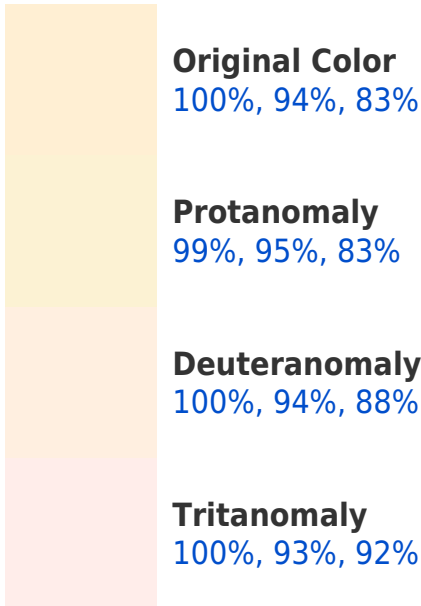 Original Color
100%, 94%, 83%
Protanomaly
99%, 95%, 83%
Deuteranomaly
100%, 94%, 88%
Tritanomaly
100%, 93%, 92%